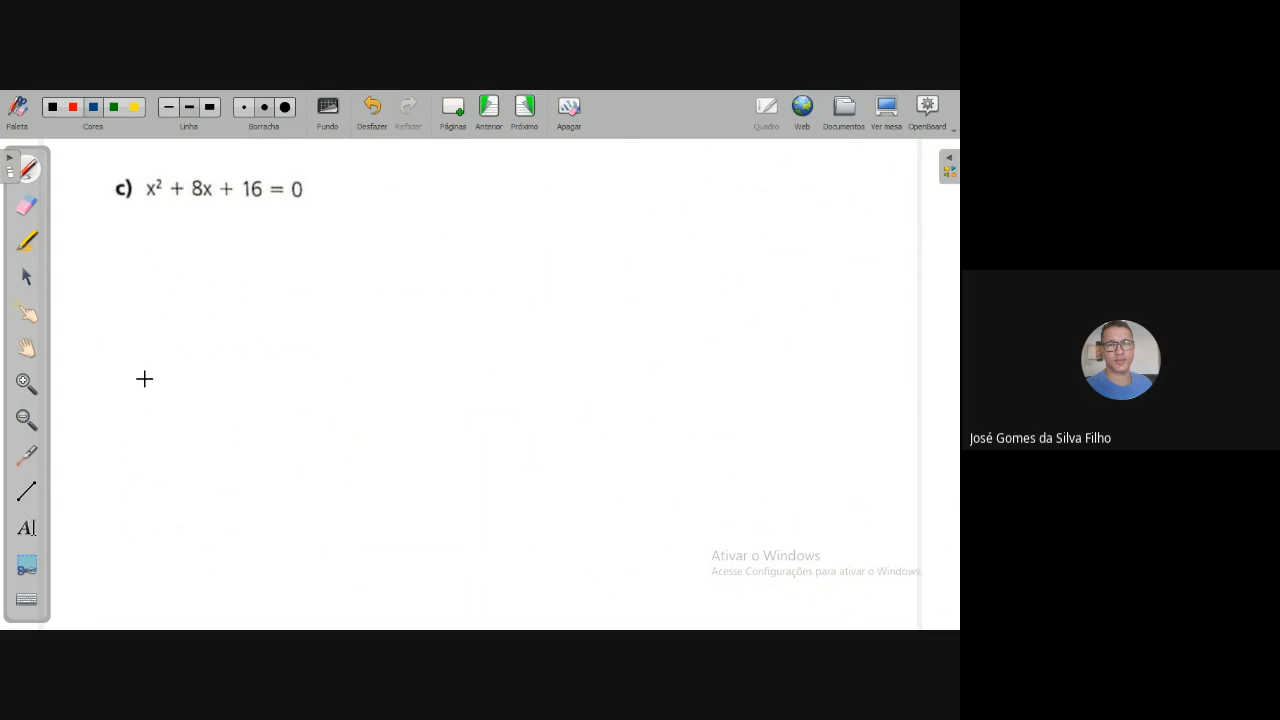 Paleta
Cores
Linha
Borracha
Fundo
Desfazer
Refazer
Páginas
Anterior
Próximo
Apagar
Quadro
Web
Documentos
Ver mesa
OpenBoard
c) x² + 8x + 16 = 0
A
José Gomes da Silva Filho
Ativar o Windows
Acesse Configurações para ativar o Windows.